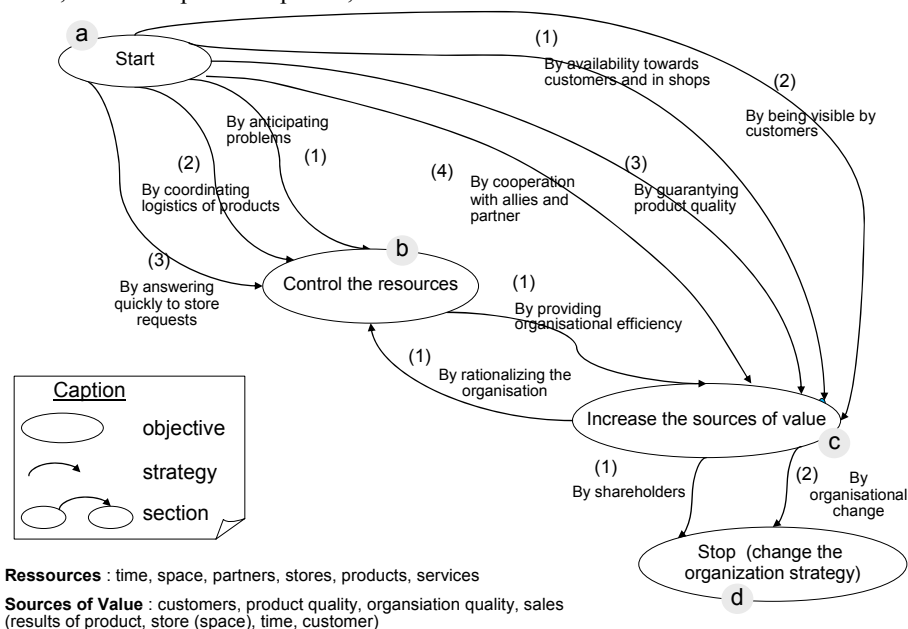 a
Start
(1)
By availability towards
customers and in shops
(2)
By being visible by
customers
By anticipating
problems
(1)
(2)
By coordinating
logistics of products
(3)
By answering
quickly to store
requests
(4)
By cooperation
with allies and
partner
(3)
By guarantying
product quality
b
Control the resources
(1)
By providing
organisational efficiency
(1)
By rationalizing the
organisation
Increase the sources of value
c
(1)
By shareholders
(2)
By
organisational
change
Stop (change the
organization strategy)
d
Caption
objective
strategy
section
Ressources : time, space, partners, stores, products, services
Sources of Value : customers, product quality, organsiation quality, sales
(results of product, store (space), time, customer)